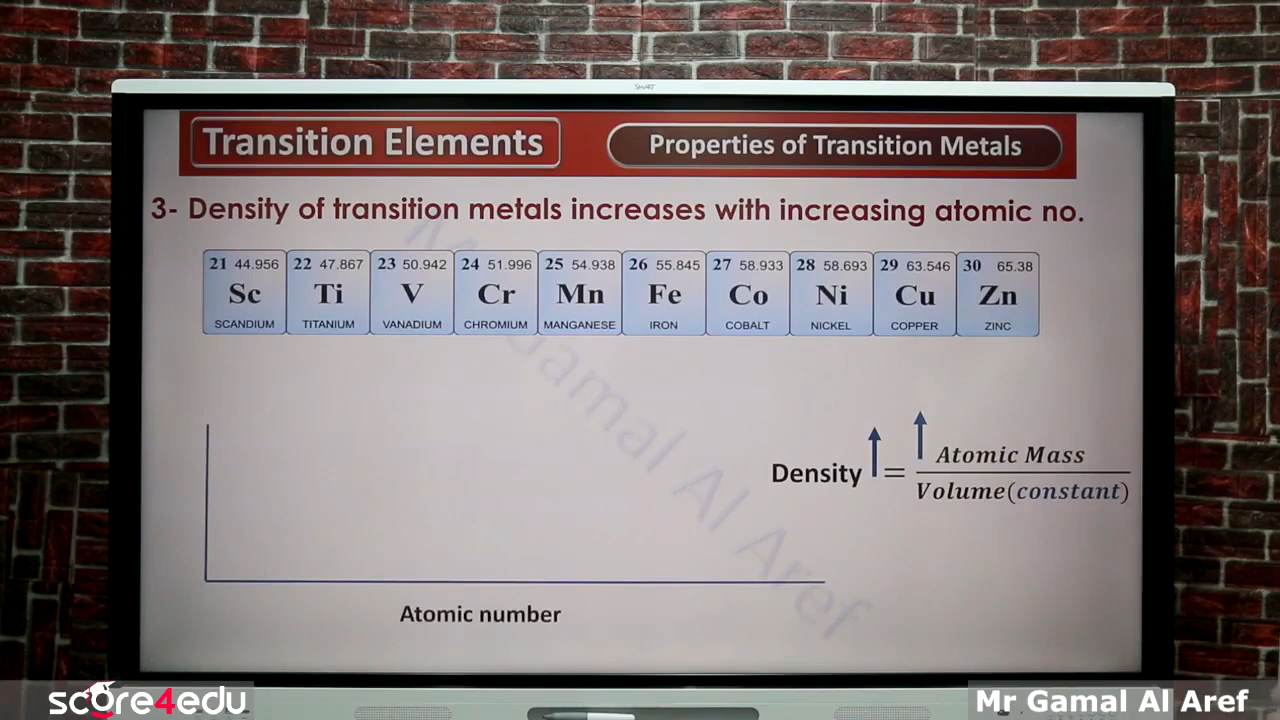 SMART
Transition Elements
Properties of Transition Metals
3- Density of transition metals increases with increasing atomic no.
21 44.956 22 47.867 23 50.942 24 51.996 25 54.938 26 55.845 27 58.933 28 58.693 29 63.546 30 65.38
Sc Ti V Cr Mn Fe Co Ni Cu Zn
SCANDIUM TITANIUM VANADIUM CHROMIUM MANGANESE IRON COBALT NICKEL COPPER ZINC
Mr Gamal Al Aref
Density = Atomic Mass
Volume(constant)
Atomic number
score4edu
Mr Gamal Al Aref